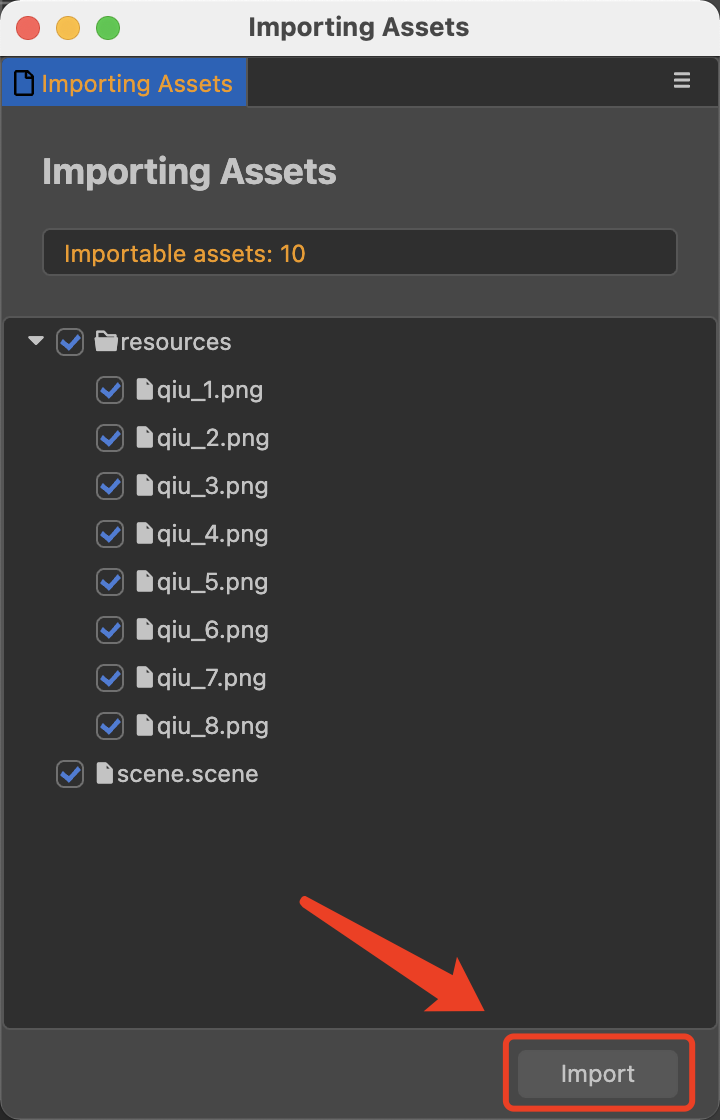 Importing Assets
Importing Assets
Importing Assets
Importable assets: 10
resources
qiu_1.png
qiu_2.png
qiu_3.png
qiu_4.png
qiu_5.png
qiu_6.png
qiu_7.png
qiu_8.png
scene.scene
Import